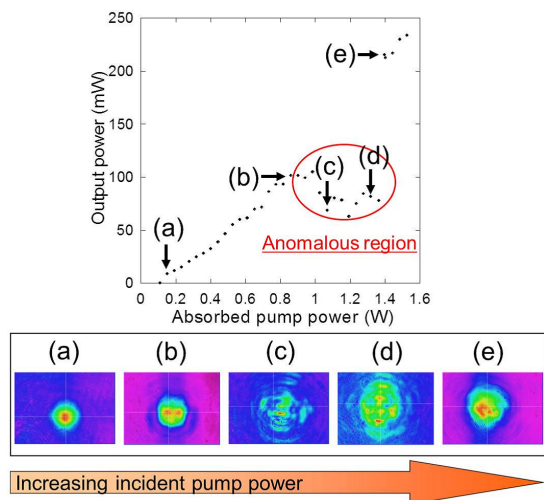 250
200
150
100
50
0
Output power (mW)
(e)
(b)
(c)
(d)
(a)
Anomalous region
0 0.2 0.4 0.6 0.8 1 1.2 1.4 1.6
Absorbed pump power (W)
(a) (b) (c) (d) (e)
Increasing incident pump power